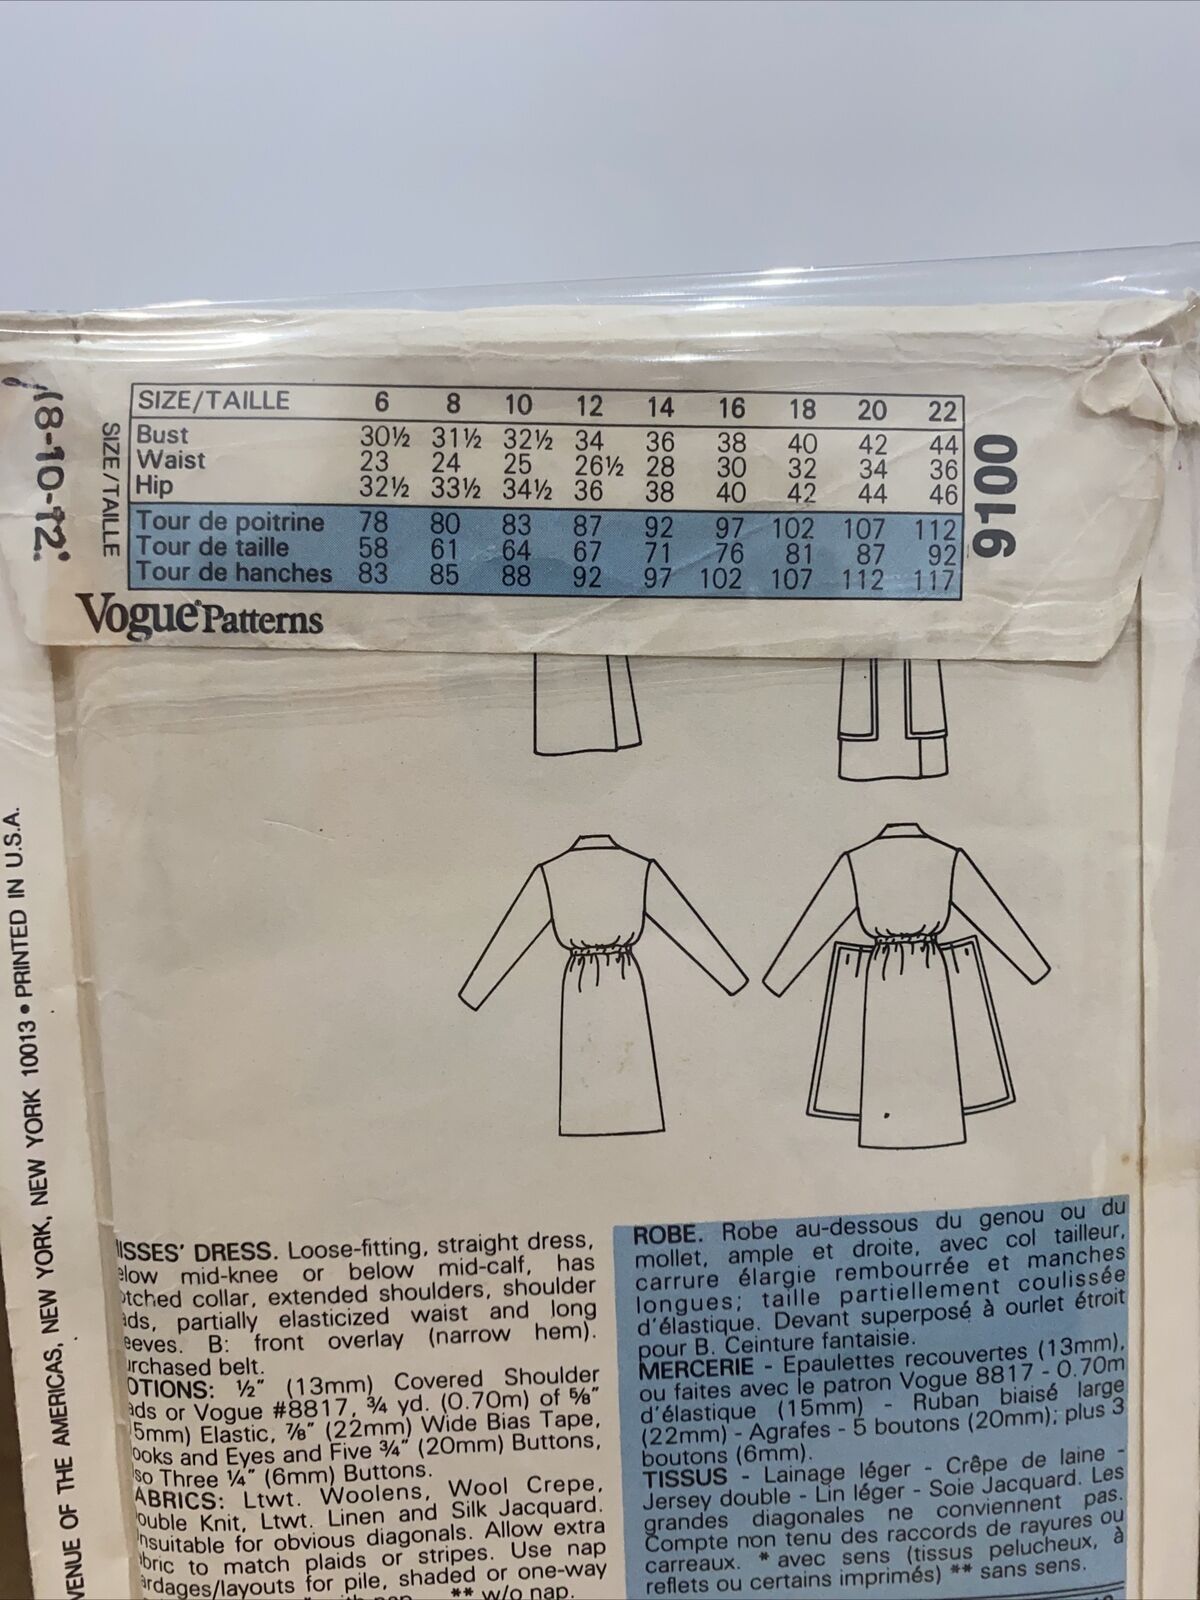 SIZE/TAILLE 6 8 10 12 14 16 18 20 22
Bust 30½ 31½ 32½ 34 36 38 40 42 44
Waist 23 24 25 26½ 28 30 32 34 36
Hip 32½ 33½ 34½ 36 38 40 42 44 46
Tour de poitrine 78 80 83 87 92 97 102 107 112
Tour de taille 58 61 64 67 71 76 81 87 92
Tour de hanches 83 85 88 92 97 102 107 112 117
SIZE/TAILLE
8-10-12
9100
Vogue Patterns
VENUE OF THE AMERICAS, NEW YORK, NEW YORK 10013 • PRINTED IN U.S.A.
ISSES' DRESS. Loose-fitting, straight dress,
elow mid-knee or below mid-calf, has
otched collar, extended shoulders, shoulder
ads, partially elasticized waist and long
eeves. B: front overlay (narrow hem).
urchased belt.
OTIONS: ½" (13mm) Covered Shoulder
ads or Vogue #8817, ¾ yd. (0.70m) of ⅝"
5mm) Elastic, ⅞" (22mm) Wide Bias Tape,
ooks and Eyes and Five ¾" (20mm) Buttons,
so Three ¼" (6mm) Buttons.
ABRICS: Ltwt. Woolens, Wool Crepe,
ouble Knit, Ltwt. Linen and Silk Jacquard.
nsuitable for obvious diagonals. Allow extra
bric to match plaids or stripes. Use nap
ardages/layouts for pile, shaded or one-way
** w/o nap.
ROBE. Robe au-dessous du genou ou du
mollet, ample et droite, avec col tailleur,
carrure élargie rembourrée et manches
longues; taille partiellement coulissée
d'élastique. Devant superposé à ourlet étroit
pour B. Ceinture fantaisie.
MERCERIE - Epaulettes recouvertes (13mm),
ou faites avec le patron Vogue 8817 - 0.70m
d'élastique (15mm) - Ruban biaisé large
(22mm) - Agrafes - 5 boutons (20mm); plus 3
boutons (6mm).
TISSUS - Lainage léger - Crêpe de laine -
Jersey double - Lin léger - Soie Jacquard. Les
grandes diagonales ne conviennent pas.
Compte non tenu des raccords de rayures ou
carreaux. * avec sens (tissus pelucheux, à
reflets ou certains imprimés) ** sans sens.